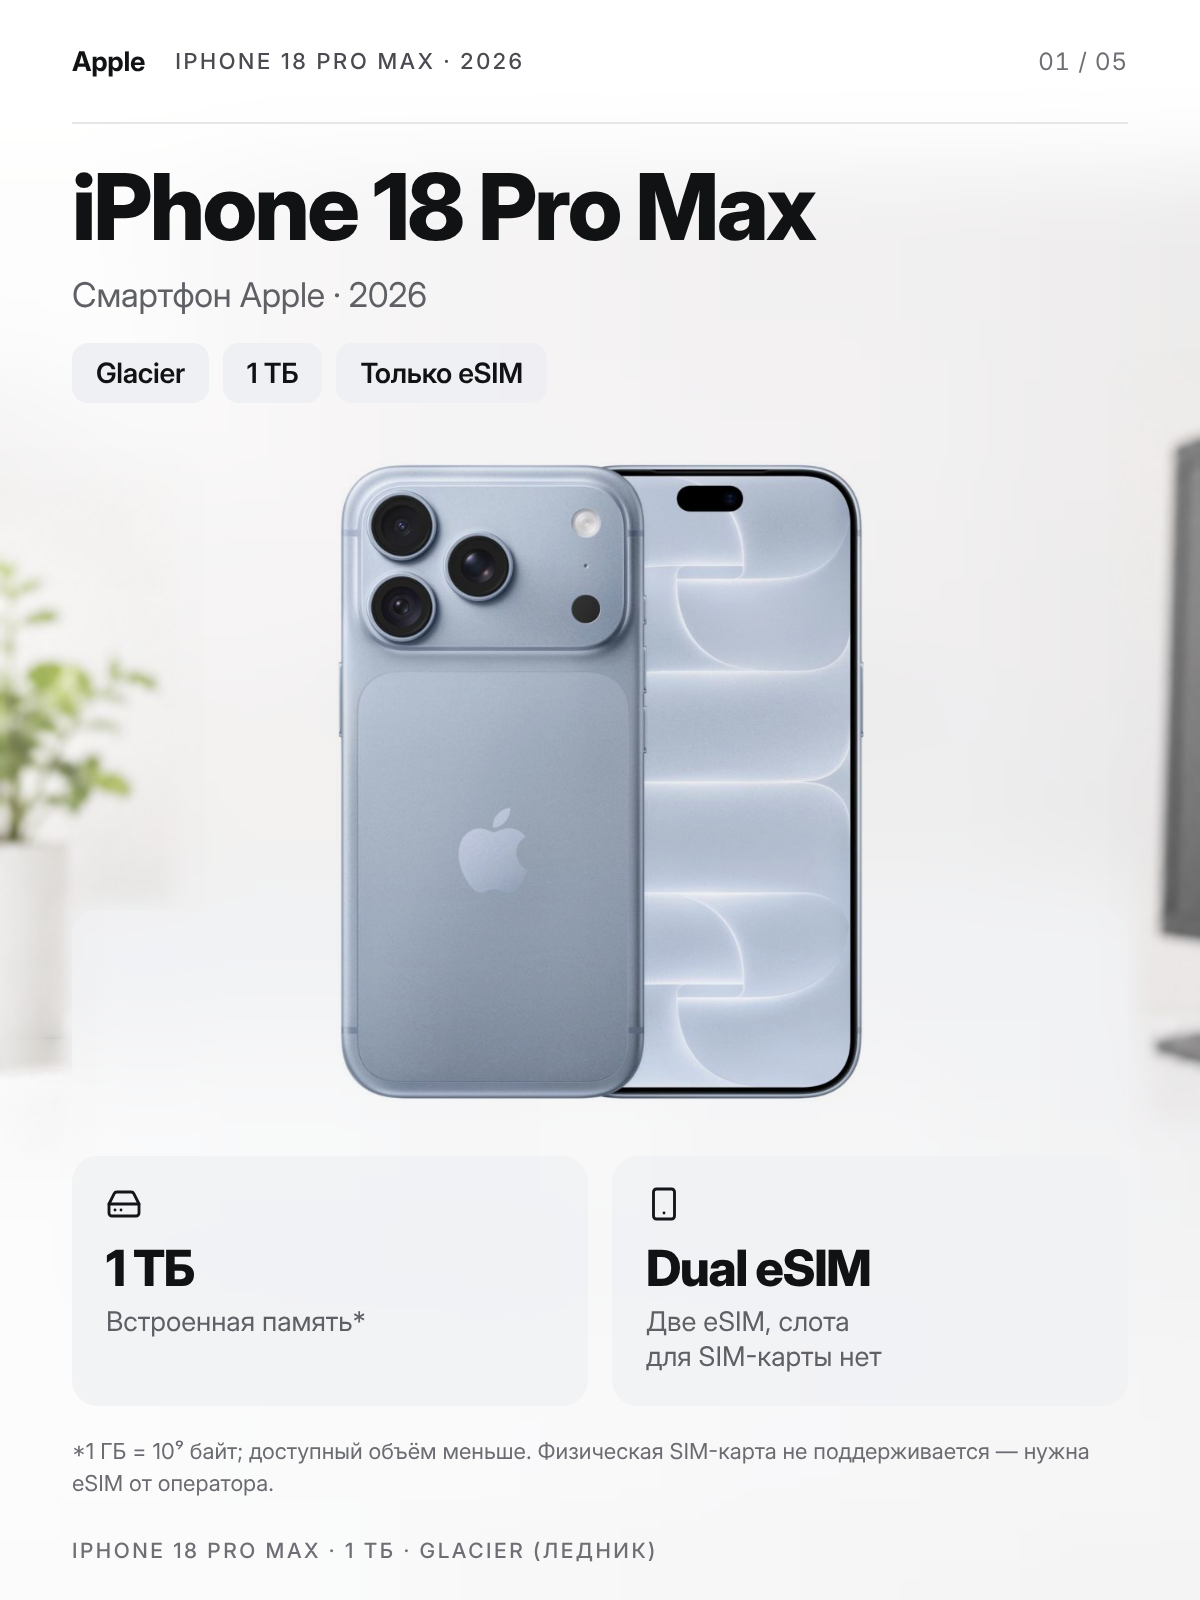 Apple IPHONE 18 PRO MAX · 2026 01 / 05
iPhone 18 Pro Max
Смартфон Apple · 2026
Glacier 1 ТБ Только eSIM
1 ТБ
Встроенная память*
Dual eSIM
Две eSIM, слота
для SIM-карты нет
*1 ГБ = 10⁹ байт; доступный объём меньше. Физическая SIM-карта не поддерживается — нужна
eSIM от оператора.
IPHONE 18 PRO MAX · 1 ТБ · GLACIER (ЛЕДНИК)